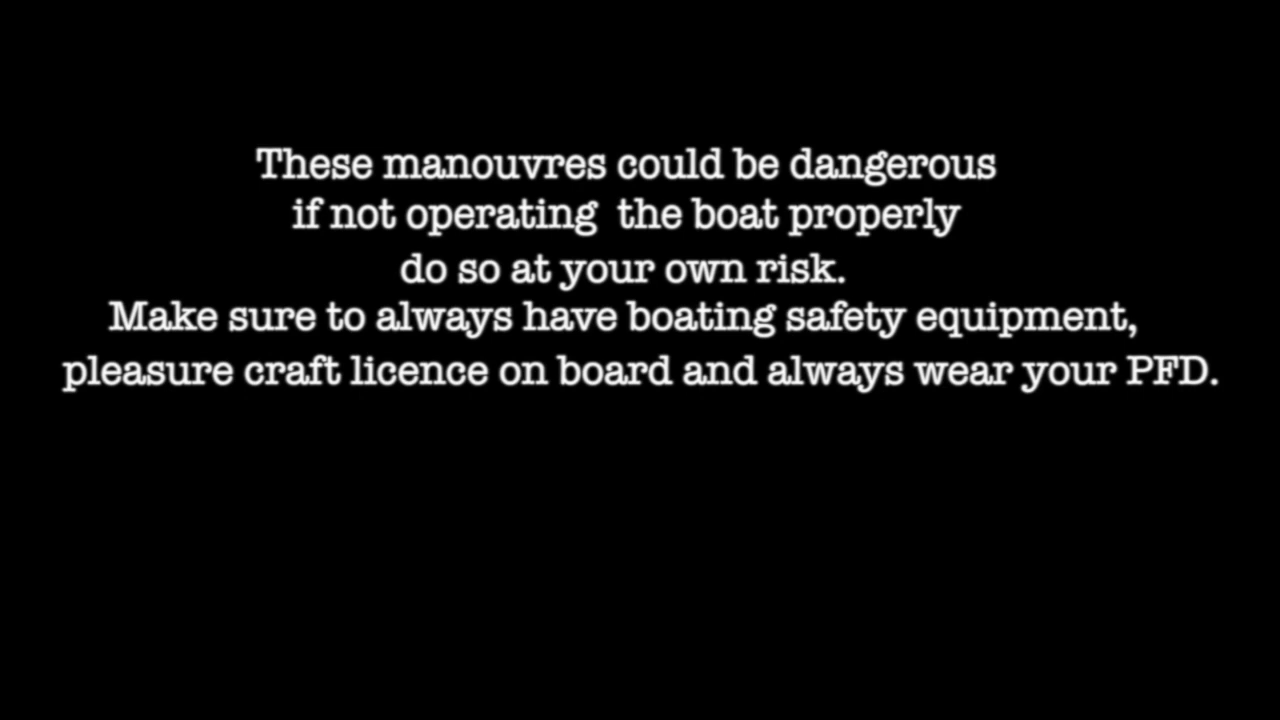 These manouvres could be dangerous
if not operating  the boat properly
do so at your own risk.
Make sure to always have boating safety equipment,
pleasure craft licence on board and always wear your PFD.